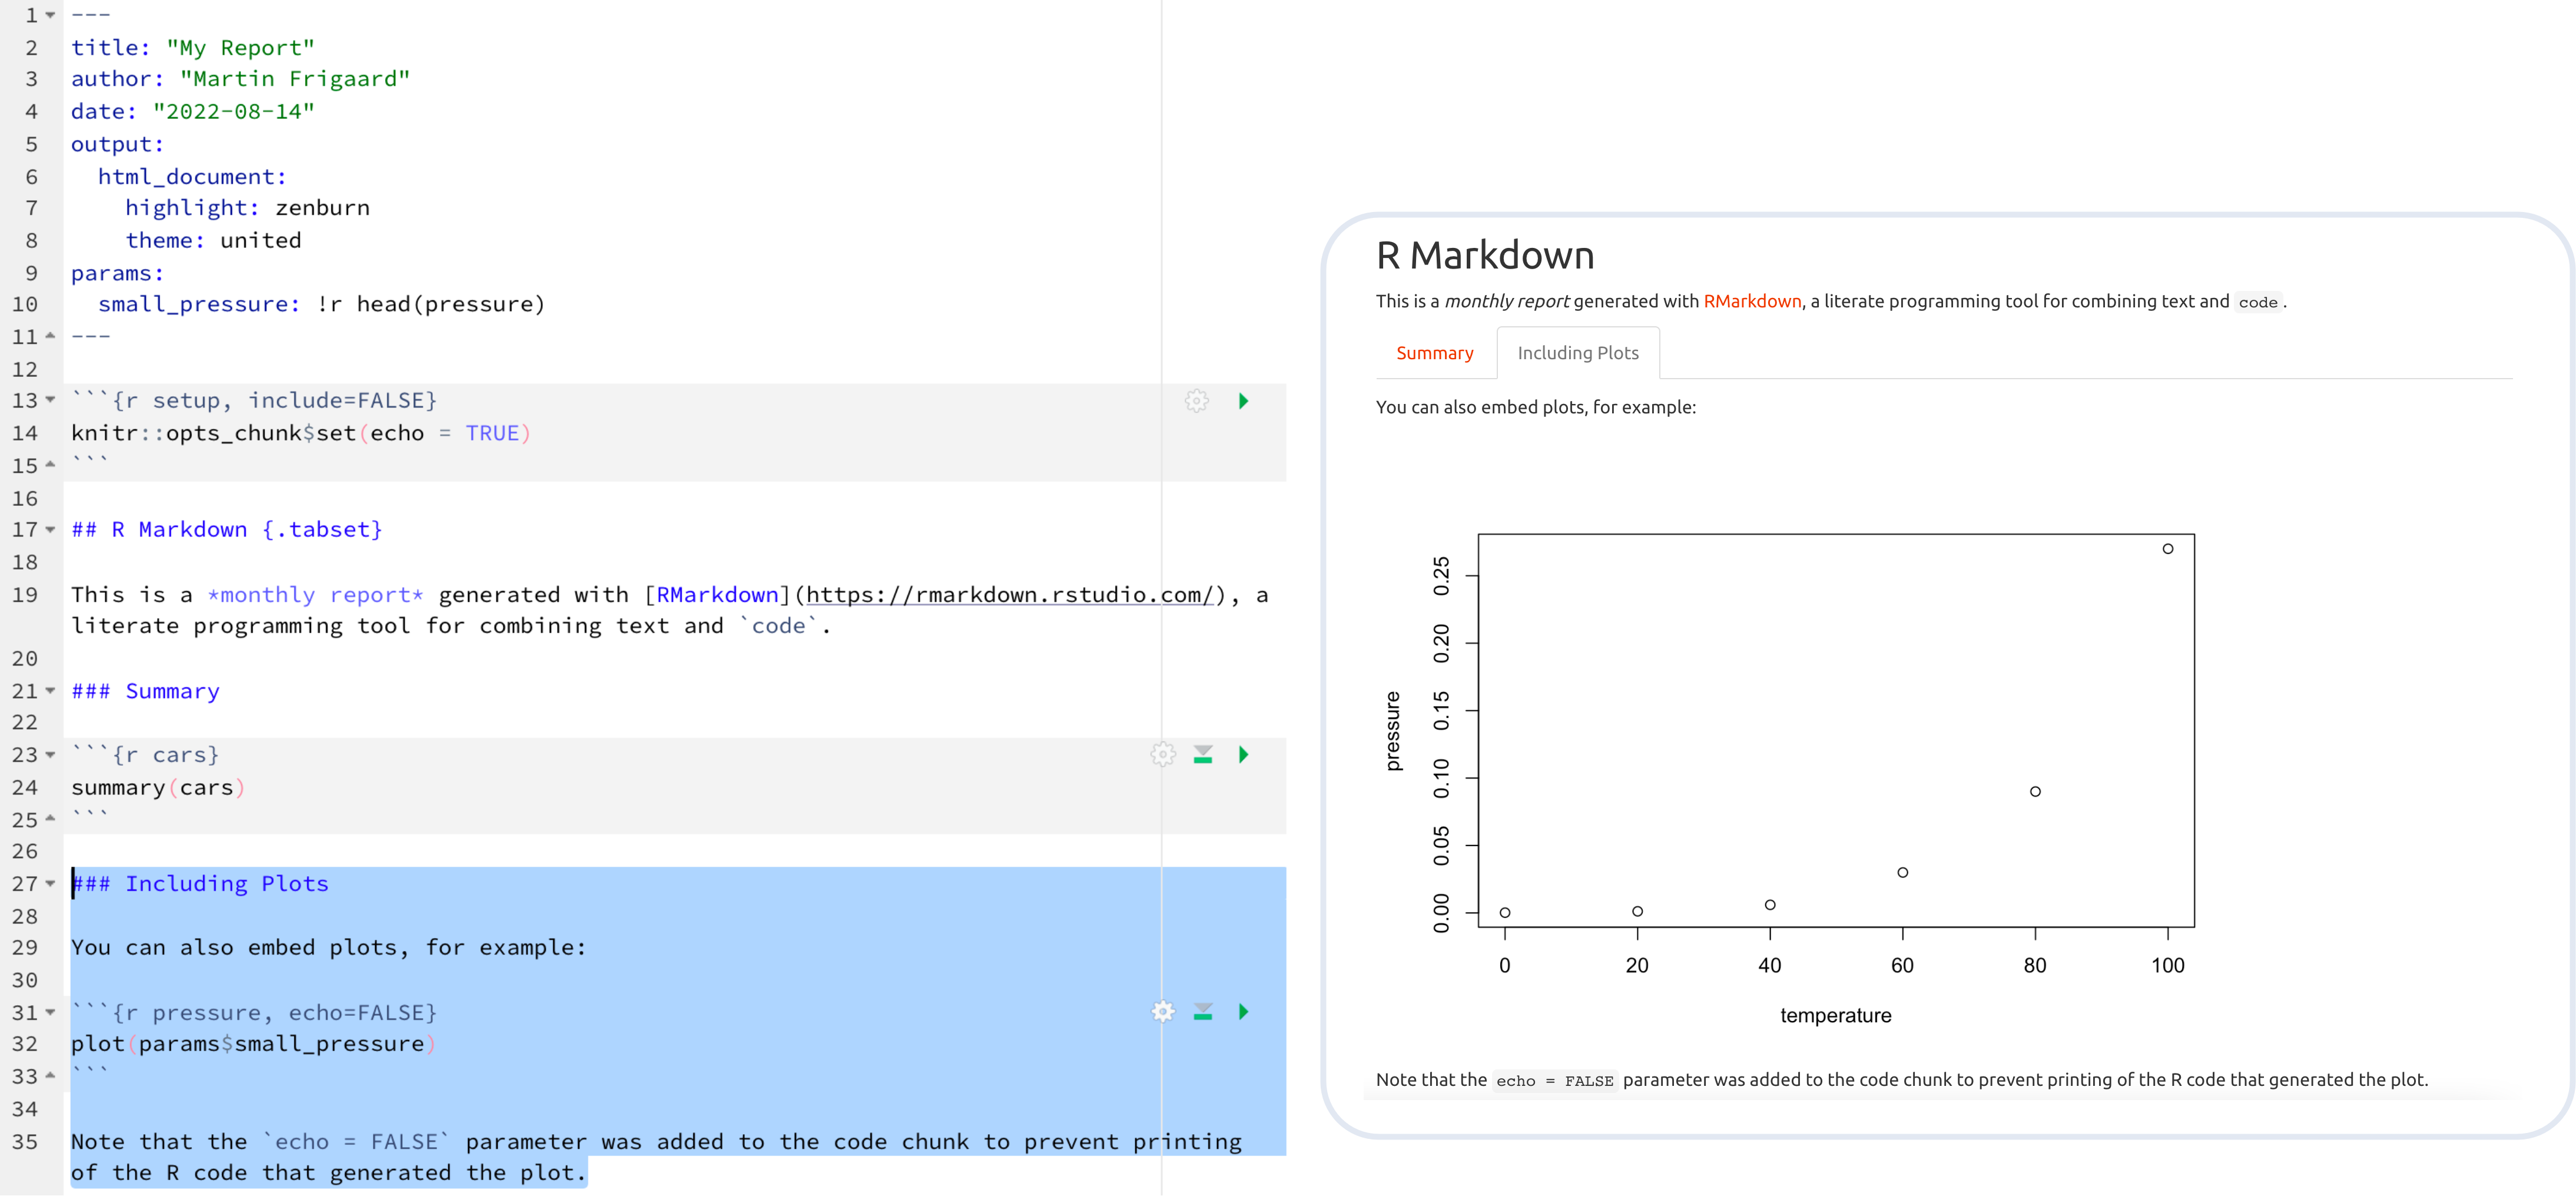 1 ---
2 title: "My Report"
3 author: "Martin Frigaard"
4 date: "2022-08-14"
5 output:
6   html_document:
7     highlight: zenburn
8     theme: united
9 params:
10   small_pressure: !r head(pressure)
11 ---
12
13 ```{r setup, include=FALSE}
14 knitr::opts_chunk$set(echo = TRUE)
15 ```
16
17 ## R Markdown {.tabset}
18
19 This is a *monthly report* generated with [RMarkdown](https://rmarkdown.rstudio.com/), a
literate programming tool for combining text and `code`.
20
21 ### Summary
22
23 ```{r cars}
24 summary(cars)
25 ```
26
27 ### Including Plots
28
29 You can also embed plots, for example:
30
31 ```{r pressure, echo=FALSE}
32 plot(params$small_pressure)
33 ```
34
35 Note that the `echo = FALSE` parameter was added to the code chunk to prevent printing
of the R code that generated the plot.
R Markdown
This is a monthly report generated with RMarkdown, a literate programming tool for combining text and code.
Summary Including Plots
You can also embed plots, for example:
pressure
0.25
0.20
0.15
0.10
0.05
0.00
0 20 40 60 80 100
temperature
Note that the echo = FALSE parameter was added to the code chunk to prevent printing of the R code that generated the plot.